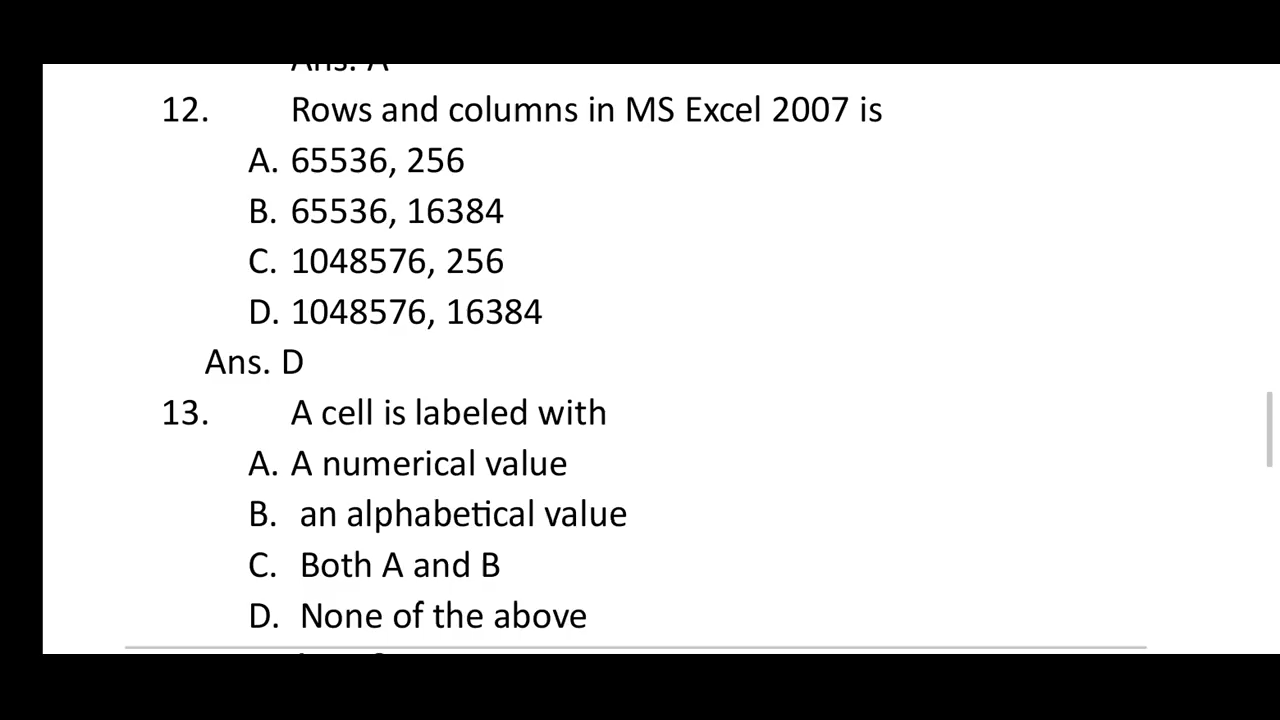 Ans. A
12. Rows and columns in MS Excel 2007 is
A. 65536, 256
B. 65536, 16384
C. 1048576, 256
D. 1048576, 16384
Ans. D
13. A cell is labeled with
A. A numerical value
B. an alphabetical value
C. Both A and B
D. None of the above